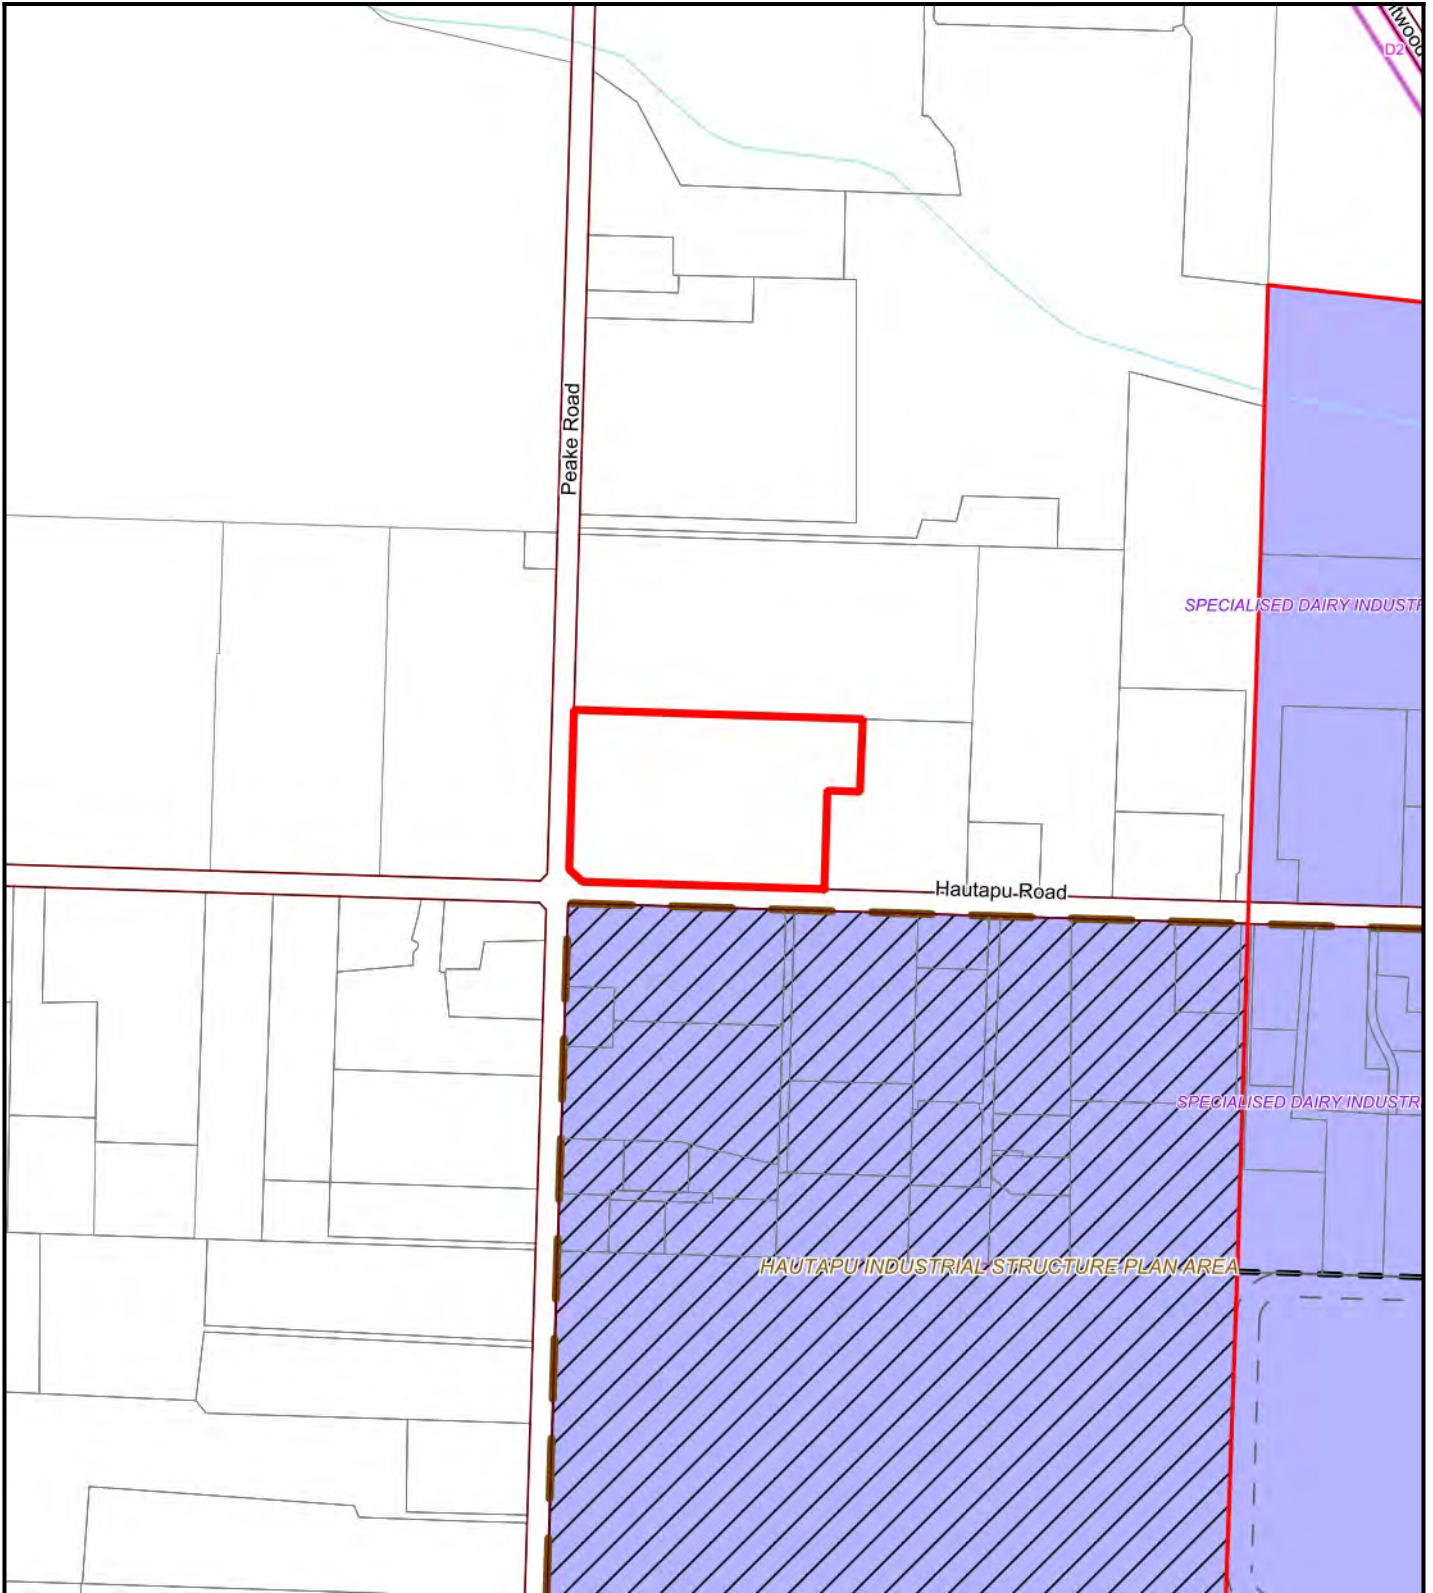 D2
Peake Road
SPECIALISED DAIRY INDUSTR
Hautapu Road
SPECIALISED DAIRY INDUSTR
HAUTAPU INDUSTRIAL STRUCTURE PLAN AREA